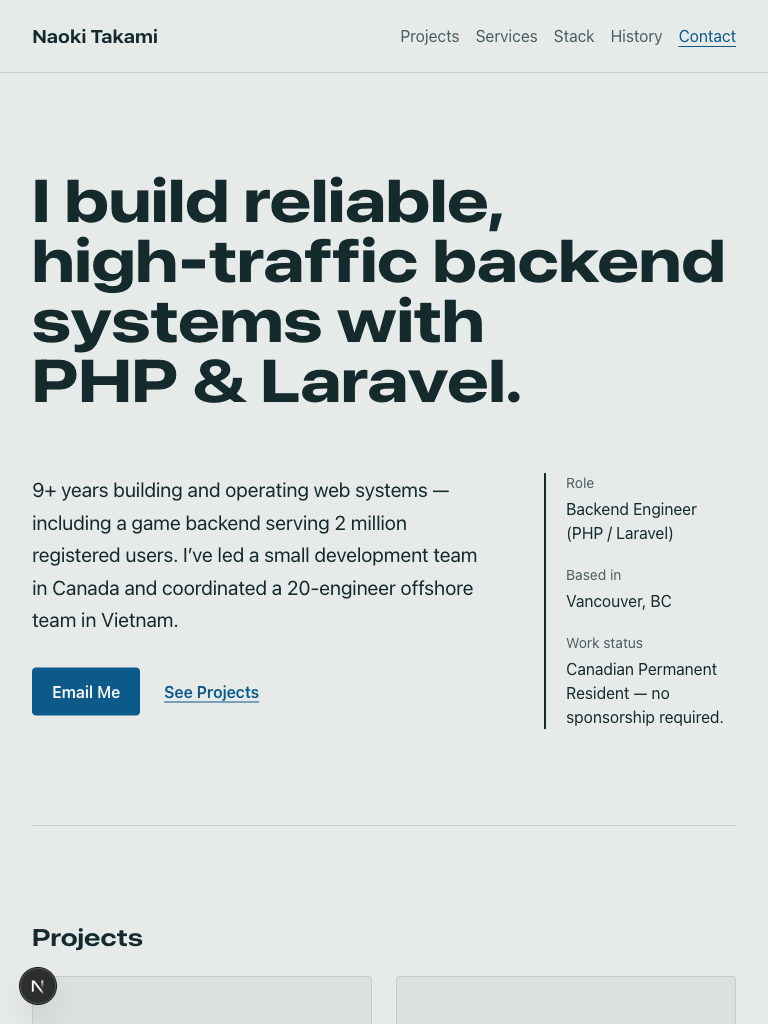 Naoki Takami
Projects Services Stack History Contact
I build reliable,
high-traffic backend
systems with
PHP & Laravel.
9+ years building and operating web systems —
including a game backend serving 2 million
registered users. I’ve led a small development team
in Canada and coordinated a 20-engineer offshore
team in Vietnam.
Email Me
See Projects
Role
Backend Engineer
(PHP / Laravel)
Based in
Vancouver, BC
Work status
Canadian Permanent
Resident — no
sponsorship required.
Projects
N